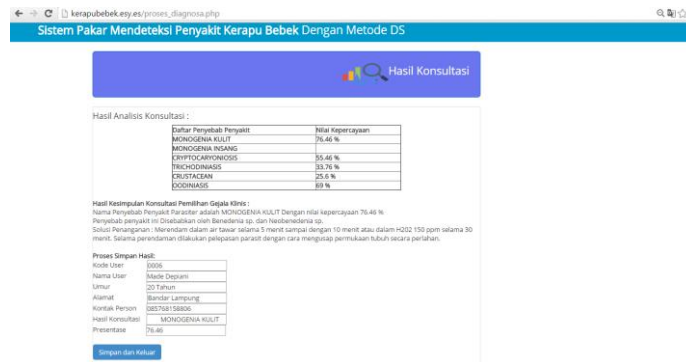 kerapubebek.esy.es/proses_diagnosa.php
Sistem Pakar Mendeteksi Penyakit Kerapu Bebek Dengan Metode DS
Hasil Konsultasi
Hasil Analisis Konsultasi :
Daftar Penyebab Penyakit Nilai Kepercayaan
MONOGENIA KULIT 76.46 %
MONOGENIA INSANG
CRYPTOCARYONIOSIS 55.46 %
TRICHODINIASIS 33.76 %
CRUSTACEAN 25.6 %
OODINIASIS 69 %
Hasil Kesimpulan Konsultasi Pemilihan Gejala Klinis :
Nama Penyebab Penyakit Parasiter adalah MONOGENIA KULIT Dengan nilai kepercayaan 76.46 %
Penyebab penyakit ini Disebabkan oleh Benedenia sp. dan Neobenedenia sp.
Solusi Penanganan : Merendam dalam air tawar selama 5 menit sampai dengan 10 menit atau dalam H202 150 ppm selama 30
menit. Selama perendaman dilakukan pelepasan parasit dengan cara mengusap permukaan tubuh secara perlahan.
Proses Simpan Hasil:
Kode User 0006
Nama User Made Depiani
Umur 20 Tahun
Alamat Bandar Lampung
Kontak Person 085768158806
Hasil Konsultasi MONOGENIA KULIT
Presentase 76.46
Simpan dan Keluar